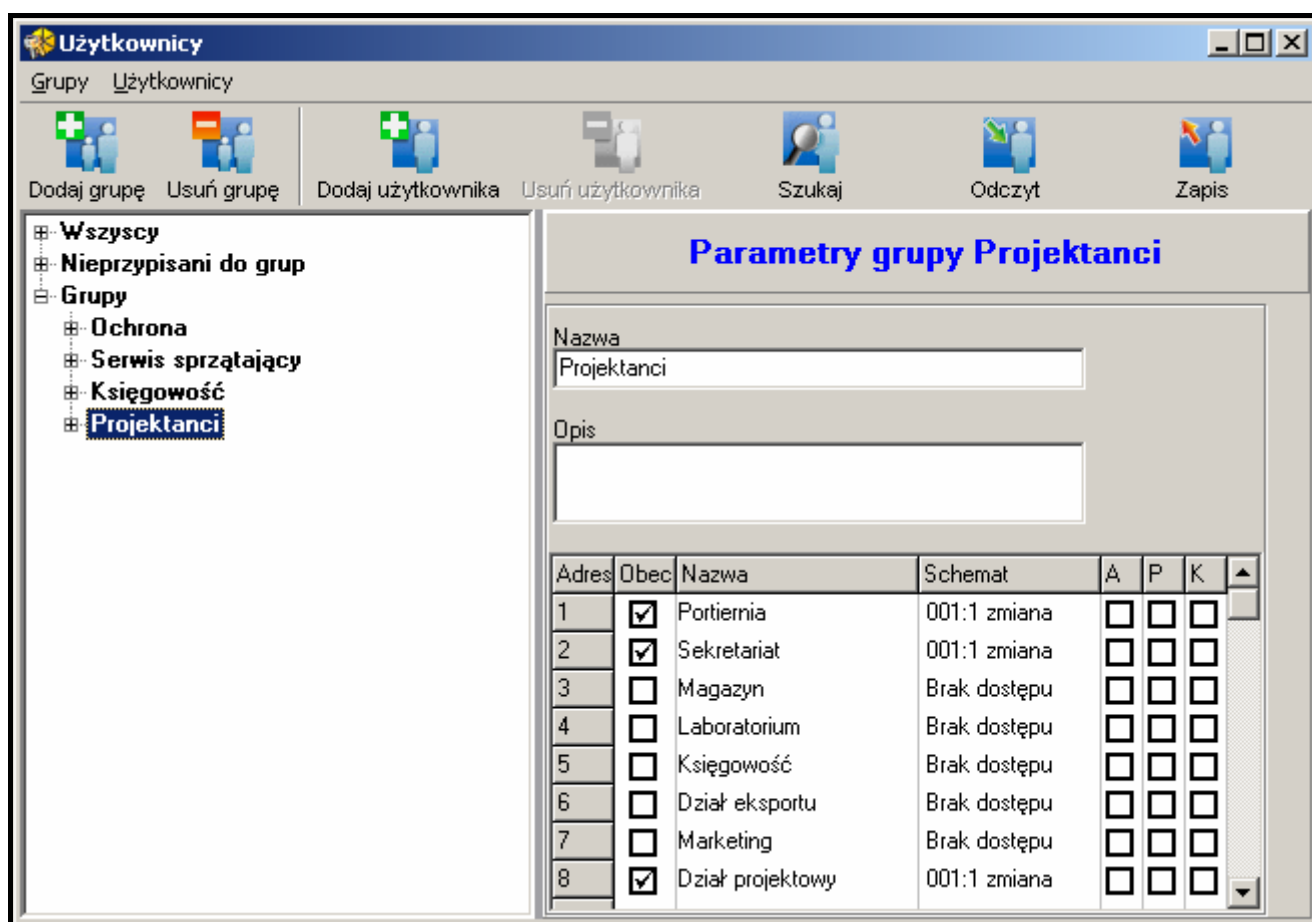 Użytkownicy
Grupy Użytkownicy
Dodaj grupę Usuń grupę Dodaj użytkownika Usuń użytkownika Szukaj Odczyt Zapis
Wszyscy
Nieprzypisani do grup
Grupy
Ochrona
Serwis sprzątający
Księgowość
Projektanci
Parametry grupy Projektanci
Nazwa
Projektanci
Opis
Adres Obec Nazwa Schemat A P K
1 Portiernia 001:1 zmiana
2 Sekretariat 001:1 zmiana
3 Magazyn Brak dostępu
4 Laboratorium Brak dostępu
5 Księgowość Brak dostępu
6 Dział eksportu Brak dostępu
7 Marketing Brak dostępu
8 Dział projektowy 001:1 zmiana